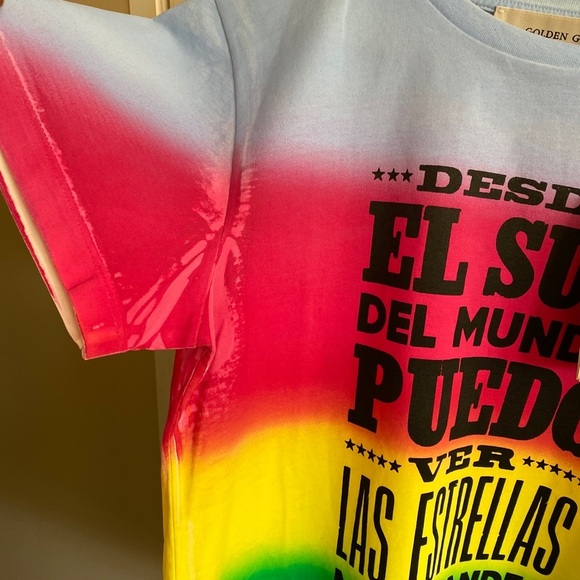 GOLDEN G
★★★DESD
EL SU
DEL MUND
PUEDO
★★★★★VER★★★★★
LAS ESTRELLAS